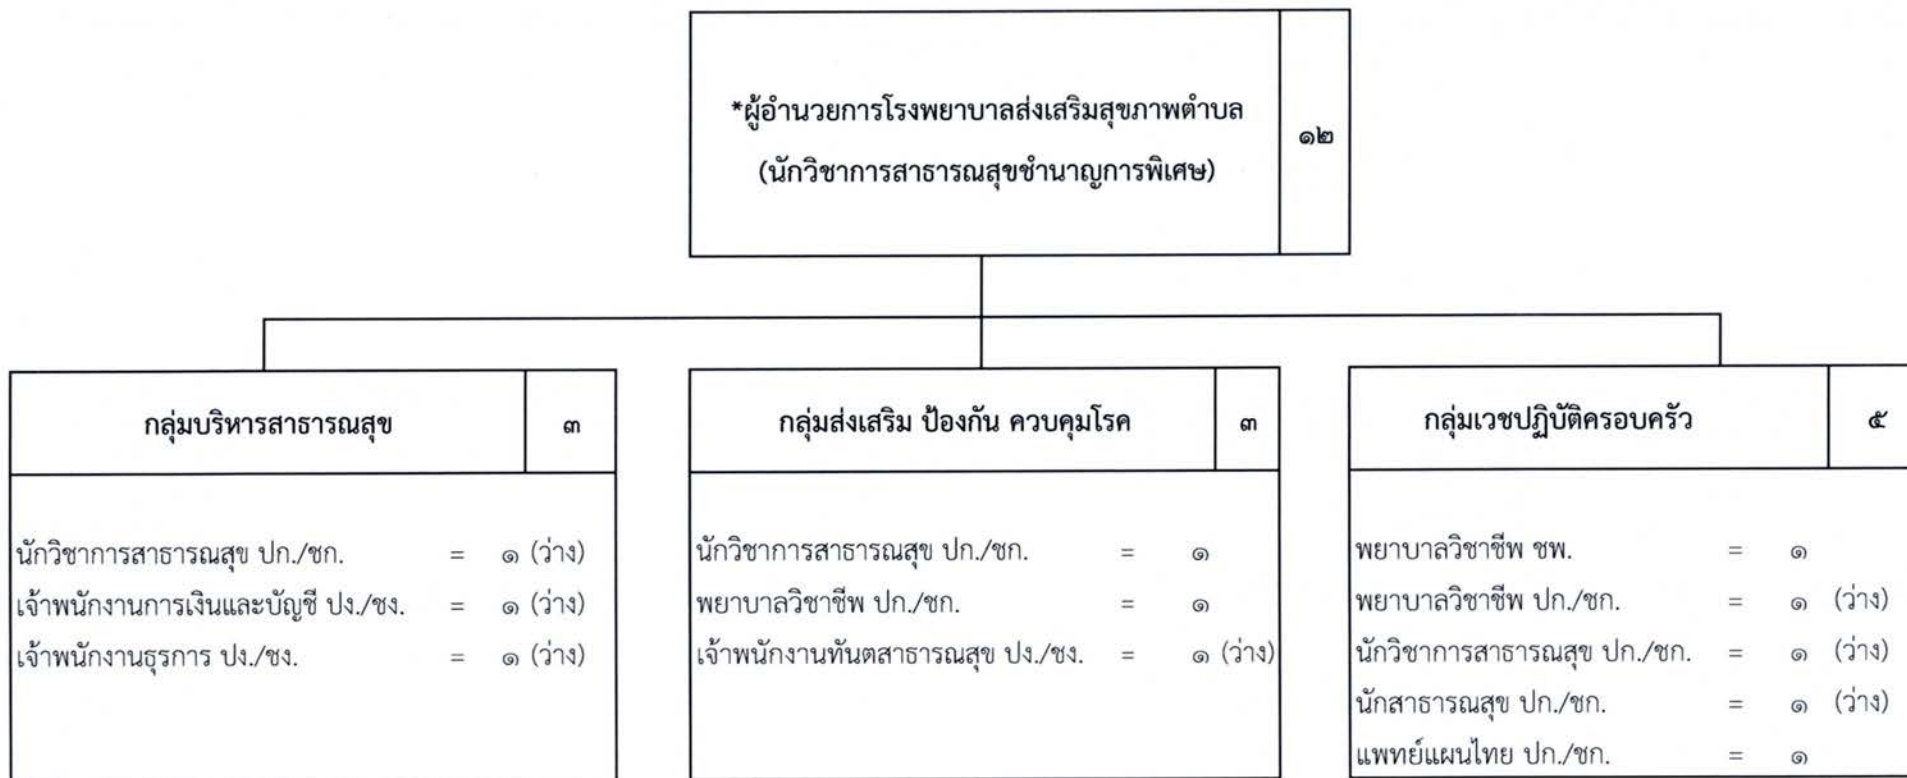 *ผู้อำนวยการโรงพยาบาลส่งเสริมสุขภาพตำบล
(นักวิชาการสาธารณสุขชำนาญการพิเศษ)
๑๒
กลุ่มบริหารสาธารณสุข ๓
นักวิชาการสาธารณสุข ปก./ชก. = ๑ (ว่าง)
เจ้าพนักงานการเงินและบัญชี ปง./ชง. = ๑ (ว่าง)
เจ้าพนักงานธุรการ ปง./ชง. = ๑ (ว่าง)
กลุ่มส่งเสริม ป้องกัน ควบคุมโรค ๓
นักวิชาการสาธารณสุข ปก./ชก. = ๑
พยาบาลวิชาชีพ ปก./ชก. = ๑
เจ้าพนักงานทันตสาธารณสุข ปง./ชง. = ๑ (ว่าง)
กลุ่มเวชปฏิบัติครอบครัว ๕
พยาบาลวิชาชีพ ชพ. = ๑
พยาบาลวิชาชีพ ปก./ชก. = ๑ (ว่าง)
นักวิชาการสาธารณสุข ปก./ชก. = ๑ (ว่าง)
นักสาธารณสุข ปก./ชก. = ๑ (ว่าง)
แพทย์แผนไทย ปก./ชก. = ๑